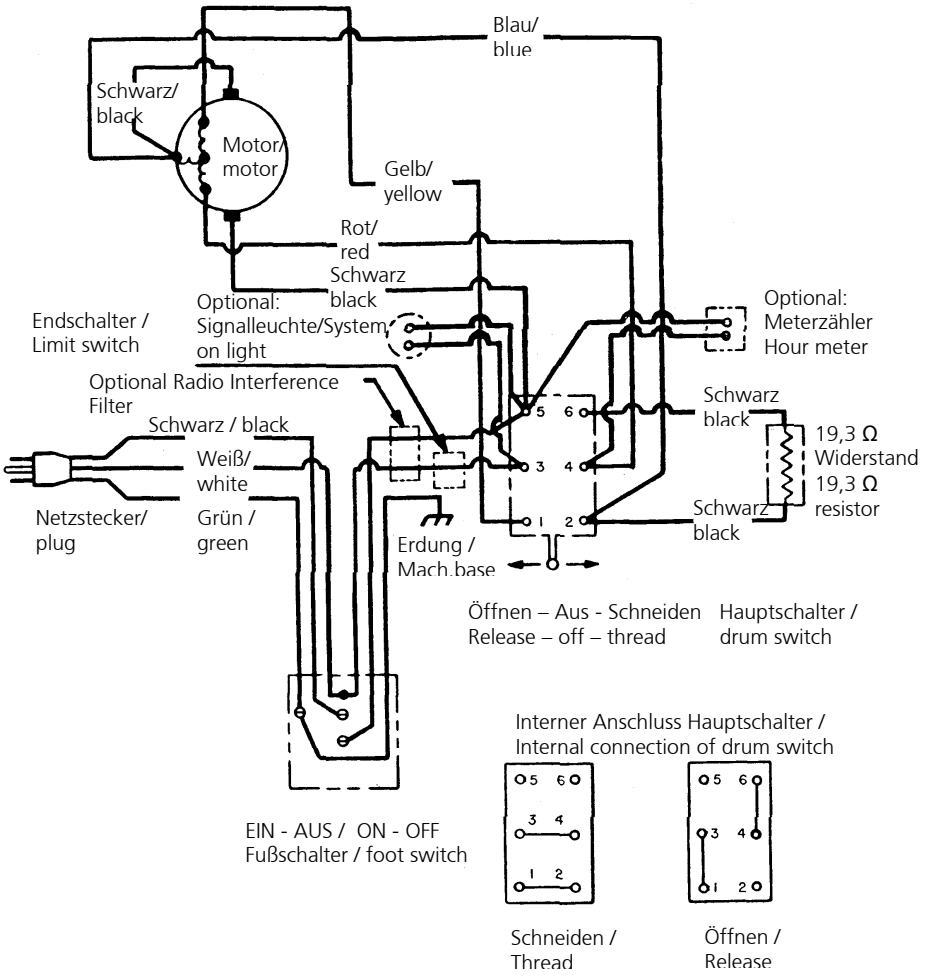 Blau/
blue
Schwarz/
black
Motor/
motor
Gelb/
yellow
Rot/
red
Schwarz
black
Optional:
Signalleuchte/System
on light
Optional:
Meterzähler
Hour meter
Endschalter /
Limit switch
Optional Radio Interference
Filter
Schwarz / black
Weiß/
white
Grün /
green
Netzstecker/
plug
Erdung /
Mach.base
5 6
3 4
1 2
Schwarz
black
19,3 Ω
Widerstand
19,3 Ω
resistor
Schwarz
black
Öffnen – Aus - Schneiden
Release – off – thread
Hauptschalter /
drum switch
Interner Anschluss Hauptschalter /
Internal connection of drum switch
5 6
3 4
1 2
5 6
3 4
1 2
EIN - AUS / ON - OFF
Fußschalter / foot switch
Schneiden /
Thread
Öffnen /
Release